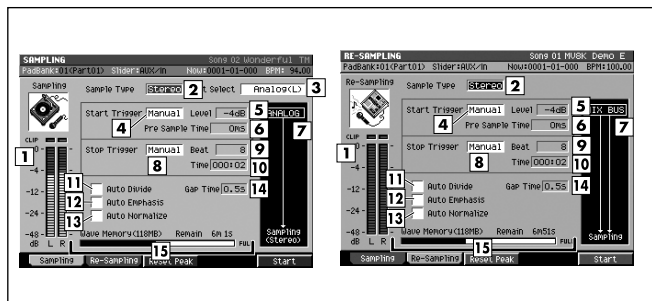 SAMPLING Song 02 Wonderful TM
PadBank:01(Part01) Slider:AUX/In Now:0001-01-000 BPM: 94.00
Sampling
Sample Type Stereo 2 t Select Analog(L) 3
Start Trigger Manual Level -4dB 5
4 Pre Sample Time 0ms 6
ANALOG
7
Stop Trigger Manual Beat 8 9
8 Time 000:02 10
CLIP
1
0
-4
-12
-24
-48
dB L R
11 Auto Divide Gap Time 0.5s 14
12 Auto Emphasis
13 Auto Normalize
Sampling
(Stereo)
Wave Memory(118MB) Remain 6m 1s
15 FULL
Sampling Re-Sampling Reset Peak Start
RE-SAMPLING Song 01 MV8K Demo E
PadBank:01(Part01) Slider:AUX/In Now:0001-01-000 BPM:100.00
Re-Sampling
Sample Type Stereo 2
Start Trigger Manual Level -4dB 5
4 Pre Sample Time 0ms 6
IX BUS
7
Stop Trigger Manual Beat 8 9
8 Time 000:02 10
CLIP
1
0
-4
-12
-24
-48
dB L R
11 Auto Divide Gap Time 0.5s 14
12 Auto Emphasis
13 Auto Normalize
Sampling
Wave Memory(118MB) Remain 6m51s
15 FULL
Sampling Re-Sampling Reset Peak Start